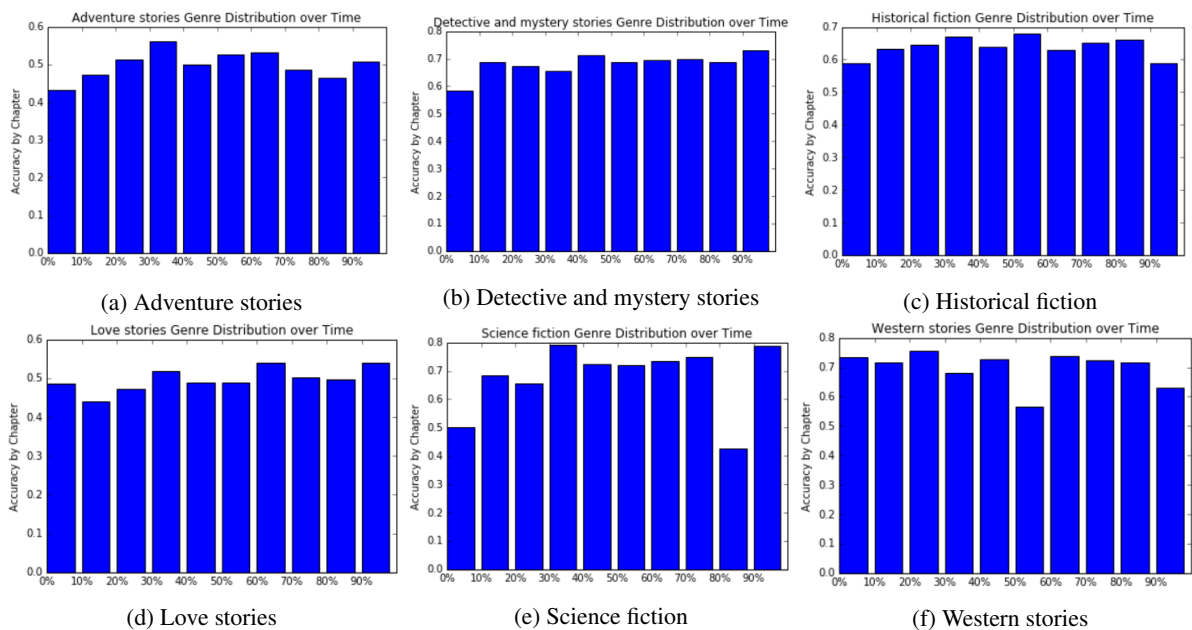 Adventure stories Genre Distribution over Time
Accuracy by Chapter
0.6
0.5
0.4
0.3
0.2
0.1
0.0
0% 10% 20% 30% 40% 50% 60% 70% 80% 90%
(a) Adventure stories
Detective and mystery stories Genre Distribution over Time
Accuracy by Chapter
0.8
0.7
0.6
0.5
0.4
0.3
0.2
0.1
0.0
0% 10% 20% 30% 40% 50% 60% 70% 80% 90%
(b) Detective and mystery stories
Historical fiction Genre Distribution over Time
Accuracy by Chapter
0.7
0.6
0.5
0.4
0.3
0.2
0.1
0.0
0% 10% 20% 30% 40% 50% 60% 70% 80% 90%
(c) Historical fiction
Love stories Genre Distribution over Time
Accuracy by Chapter
0.6
0.5
0.4
0.3
0.2
0.1
0.0
0% 10% 20% 30% 40% 50% 60% 70% 80% 90%
(d) Love stories
Science fiction Genre Distribution over Time
Accuracy by Chapter
0.8
0.7
0.6
0.5
0.4
0.3
0.2
0.1
0.0
0% 10% 20% 30% 40% 50% 60% 70% 80% 90%
(e) Science fiction
Western stories Genre Distribution over Time
Accuracy by Chapter
0.8
0.7
0.6
0.5
0.4
0.3
0.2
0.1
0.0
0% 10% 20% 30% 40% 50% 60% 70% 80% 90%
(f) Western stories